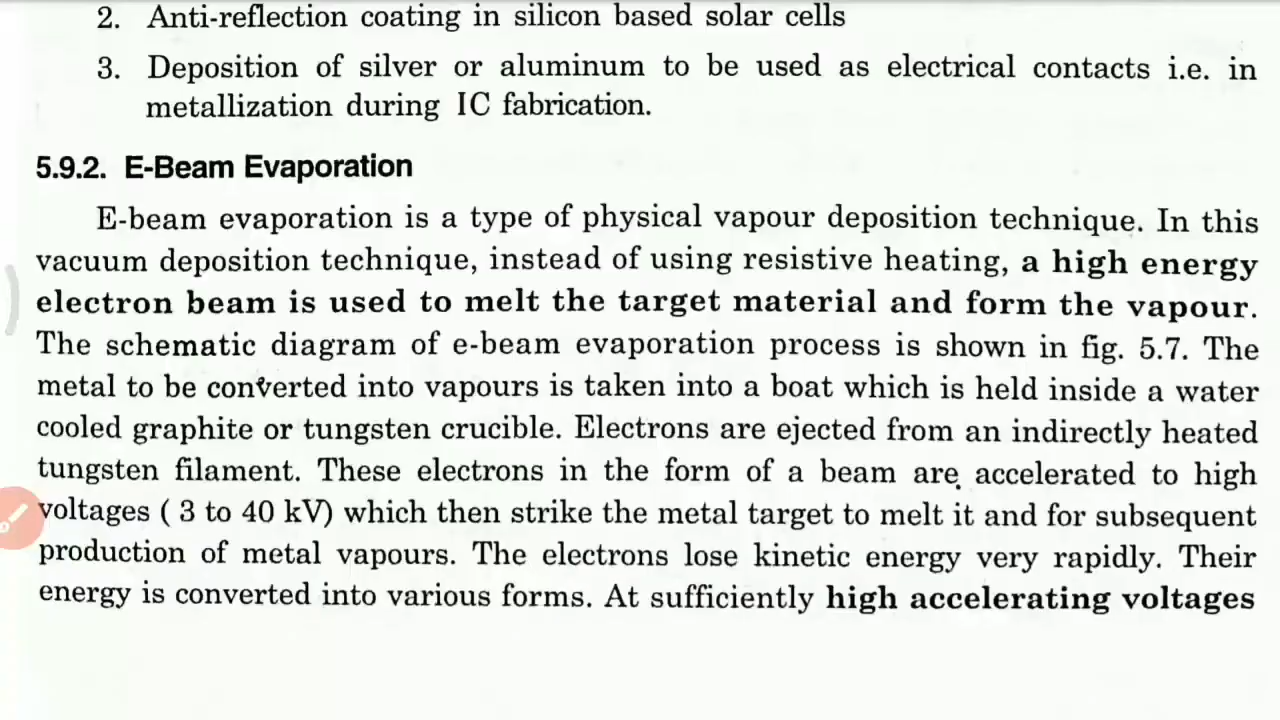 2. Anti-reflection coating in silicon based solar cells
3. Deposition of silver or aluminum to be used as electrical contacts i.e. in
metallization during IC fabrication.
5.9.2. E-Beam Evaporation
E-beam evaporation is a type of physical vapour deposition technique. In this
vacuum deposition technique, instead of using resistive heating, a high energy
electron beam is used to melt the target material and form the vapour.
The schematic diagram of e-beam evaporation process is shown in fig. 5.7. The
metal to be converted into vapours is taken into a boat which is held inside a water
cooled graphite or tungsten crucible. Electrons are ejected from an indirectly heated
tungsten filament. These electrons in the form of a beam are accelerated to high
voltages ( 3 to 40 kV) which then strike the metal target to melt it and for subsequent
production of metal vapours. The electrons lose kinetic energy very rapidly. Their
energy is converted into various forms. At sufficiently high accelerating voltages